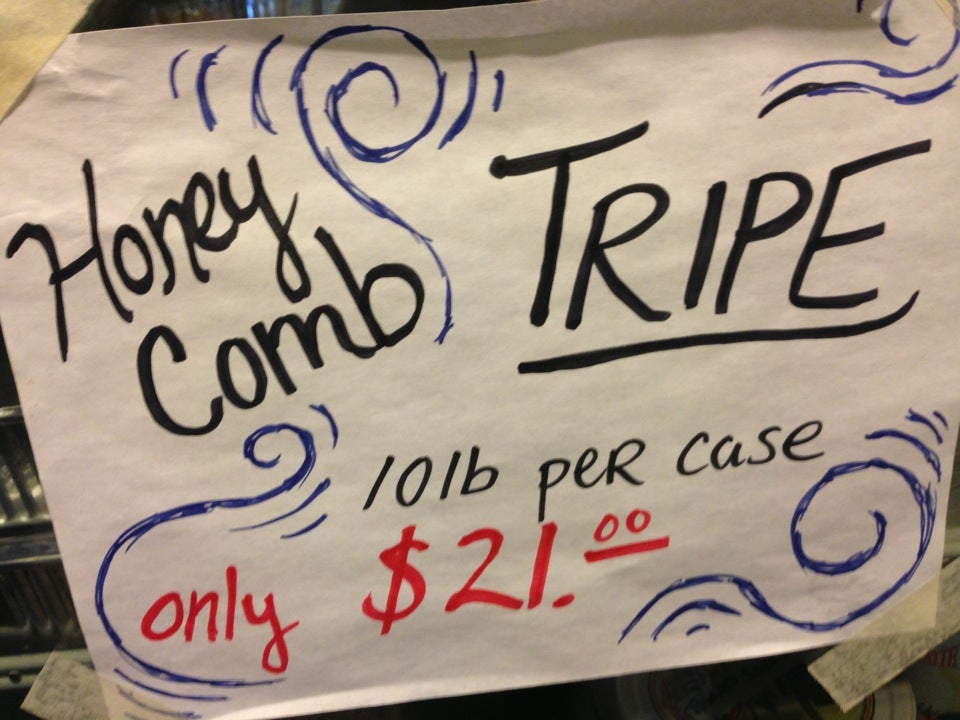 Honey
Comb
TRIPE
10lb per case
only $21.00